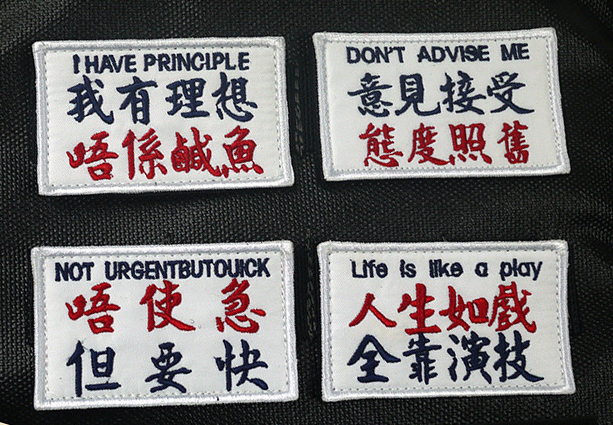 I HAVE PRINCIPLE
我有理想
唔係鹹魚
DON'T ADVISE ME
意見接受
態度照舊
NOT URGENTBUTOUICK
唔使急
但要快
Life is like a play
人生如戲
全靠演技